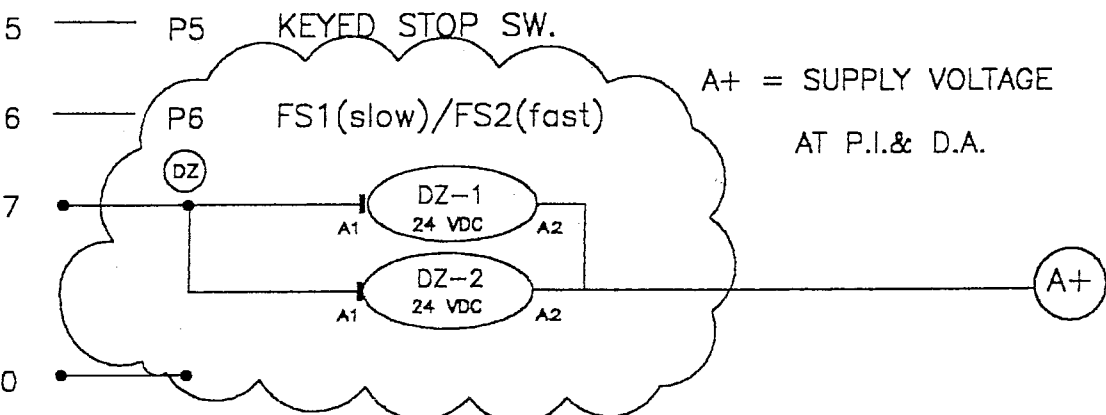 5 P5 KEYED STOP SW.
A+ = SUPPLY VOLTAGE
6 P6 FS1(slow)/FS2(fast)
AT P.I.& D.A.
DZ
7
DZ-1
24 VDC
A1 A2
DZ-2
24 VDC
A1 A2
A+
0